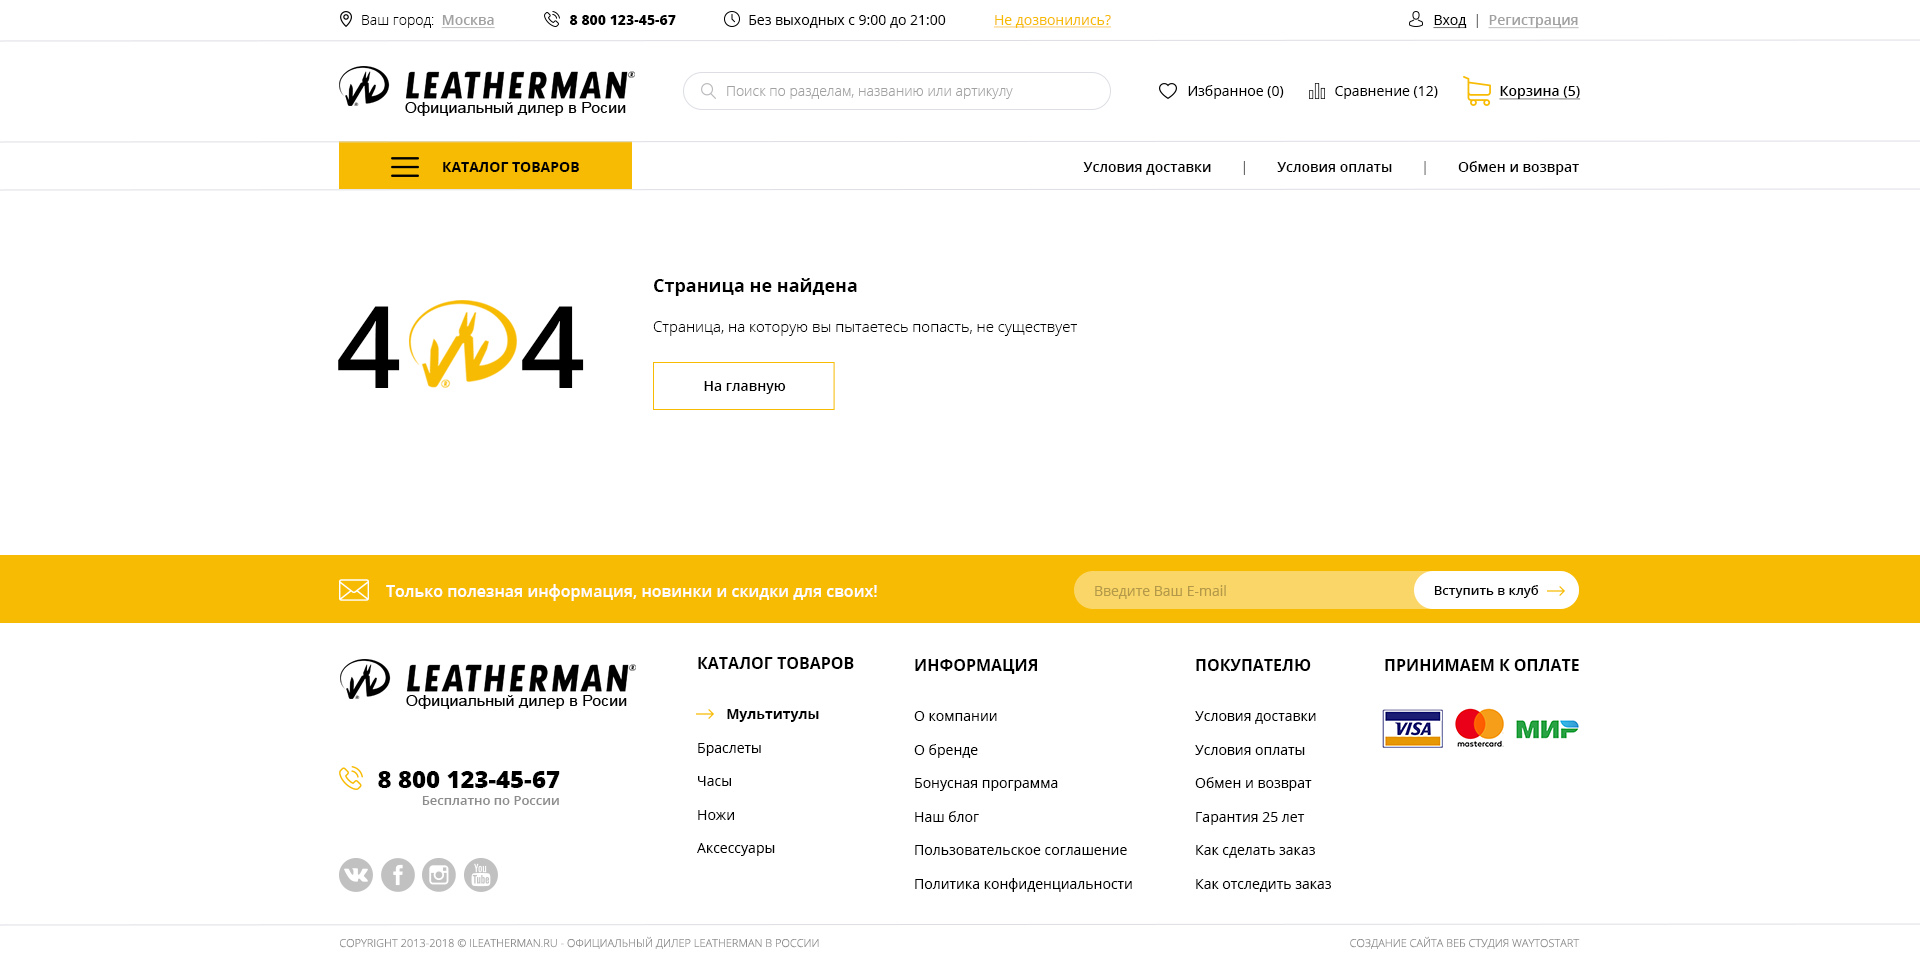 Ваш город: Москва
8 800 123-45-67
Без выходных с 9:00 до 21:00
Не дозвонились?
Вход | Регистрация
LEATHERMAN®
Официальный дилер в Росии
Поиск по разделам, названию или артикулу
Избранное (0)
Сравнение (12)
Корзина (5)
КАТАЛОГ ТОВАРОВ
Условия доставки | Условия оплаты | Обмен и возврат
4 4
®
Страница не найдена
Страница, на которую вы пытаетесь попасть, не существует
На главную
Только полезная информация, новинки и скидки для своих!
Введите Ваш E-mail
Вступить в клуб
LEATHERMAN®
Официальный дилер в Росии
8 800 123-45-67
Бесплатно по России
You
Tube
КАТАЛОГ ТОВАРОВ
Мультитулы
Браслеты
Часы
Ножи
Аксессуары
ИНФОРМАЦИЯ
О компании
О бренде
Бонусная программа
Наш блог
Пользовательское соглашение
Политика конфиденциальности
ПОКУПАТЕЛЮ
Условия доставки
Условия оплаты
Обмен и возврат
Гарантия 25 лет
Как сделать заказ
Как отследить заказ
ПРИНИМАЕМ К ОПЛАТЕ
VISA
mastercard
МИР
COPYRIGHT 2013-2018 © ILEATHERMAN.RU - ОФИЦИАЛЬНЫЙ ДИЛЕР LEATHERMAN В РОССИИ
СОЗДАНИЕ САЙТА ВЕБ СТУДИЯ WAYTOSTART